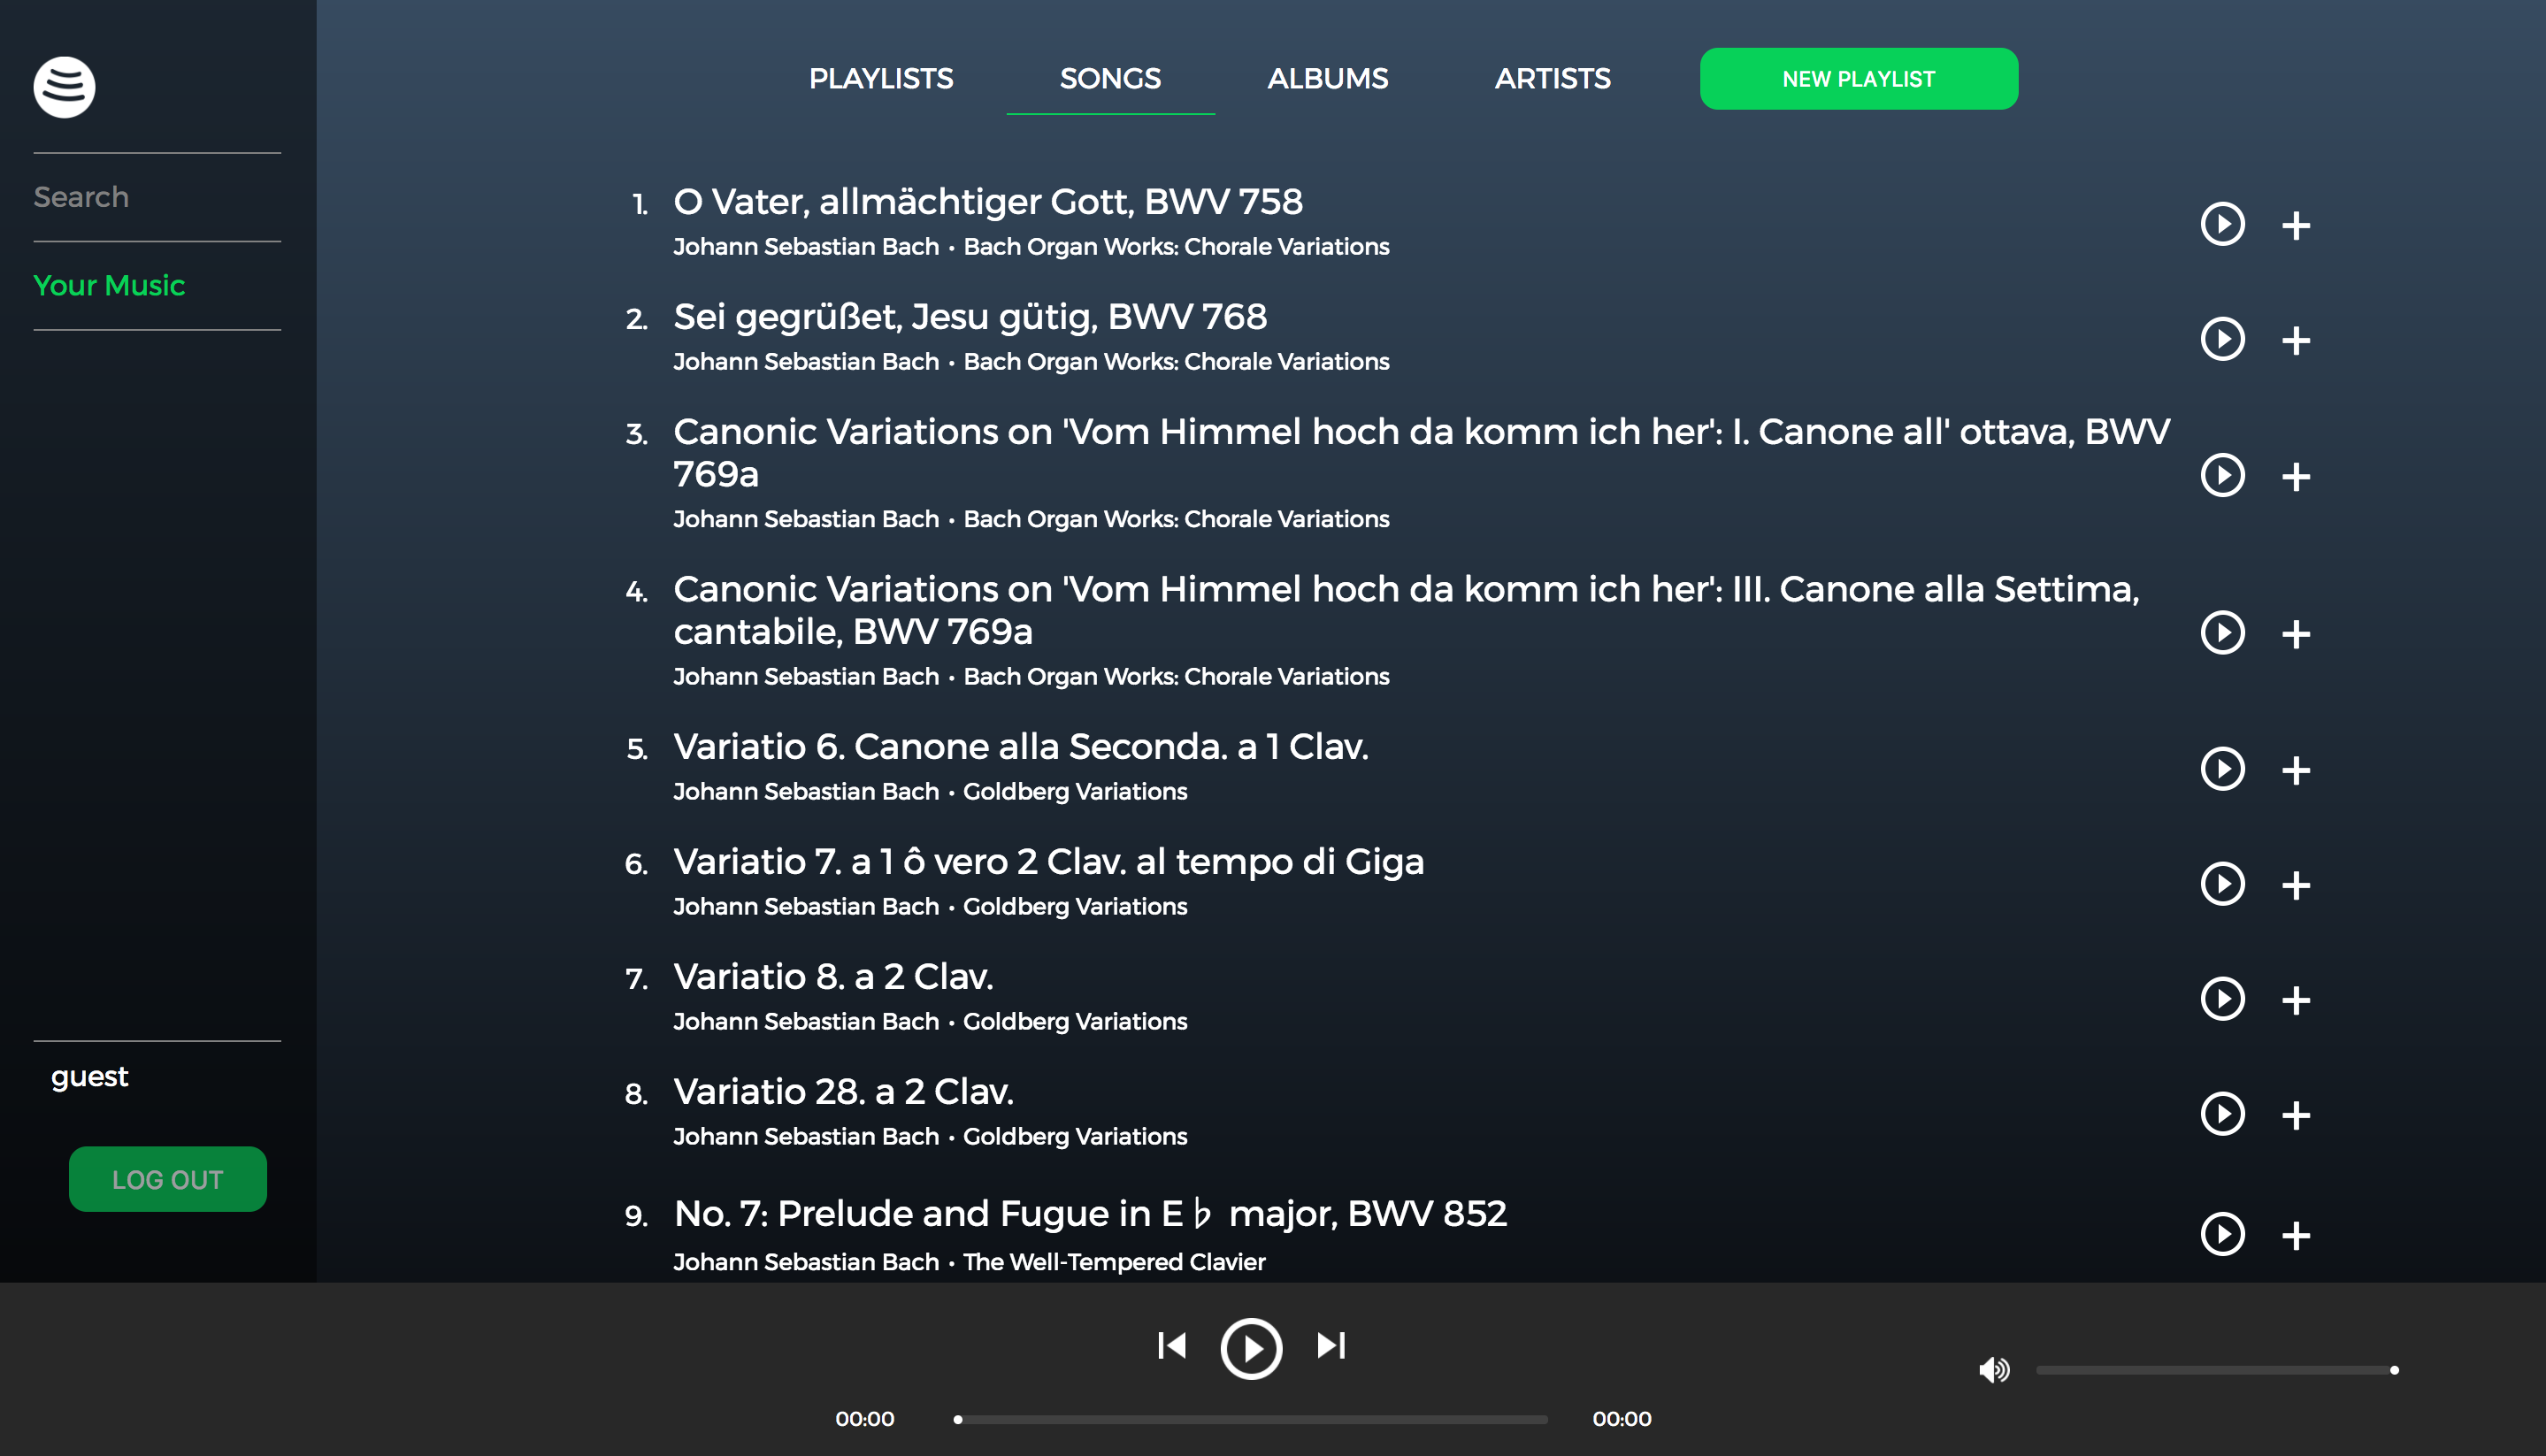 PLAYLISTS SONGS ALBUMS ARTISTS NEW PLAYLIST
Search
Your Music
1. O Vater, allmächtiger Gott, BWV 758
Johann Sebastian Bach • Bach Organ Works: Chorale Variations
2. Sei gegrüßet, Jesu gütig, BWV 768
Johann Sebastian Bach • Bach Organ Works: Chorale Variations
3. Canonic Variations on 'Vom Himmel hoch da komm ich her': I. Canone all' ottava, BWV
769a
Johann Sebastian Bach • Bach Organ Works: Chorale Variations
4. Canonic Variations on 'Vom Himmel hoch da komm ich her': III. Canone alla Settima,
cantabile, BWV 769a
Johann Sebastian Bach • Bach Organ Works: Chorale Variations
5. Variatio 6. Canone alla Seconda. a 1 Clav.
Johann Sebastian Bach • Goldberg Variations
6. Variatio 7. a 1 ô vero 2 Clav. al tempo di Giga
Johann Sebastian Bach • Goldberg Variations
7. Variatio 8. a 2 Clav.
Johann Sebastian Bach • Goldberg Variations
8. Variatio 28. a 2 Clav.
Johann Sebastian Bach • Goldberg Variations
9. No. 7: Prelude and Fugue in E♭ major, BWV 852
Johann Sebastian Bach • The Well-Tempered Clavier
guest
LOG OUT
00:00 00:00